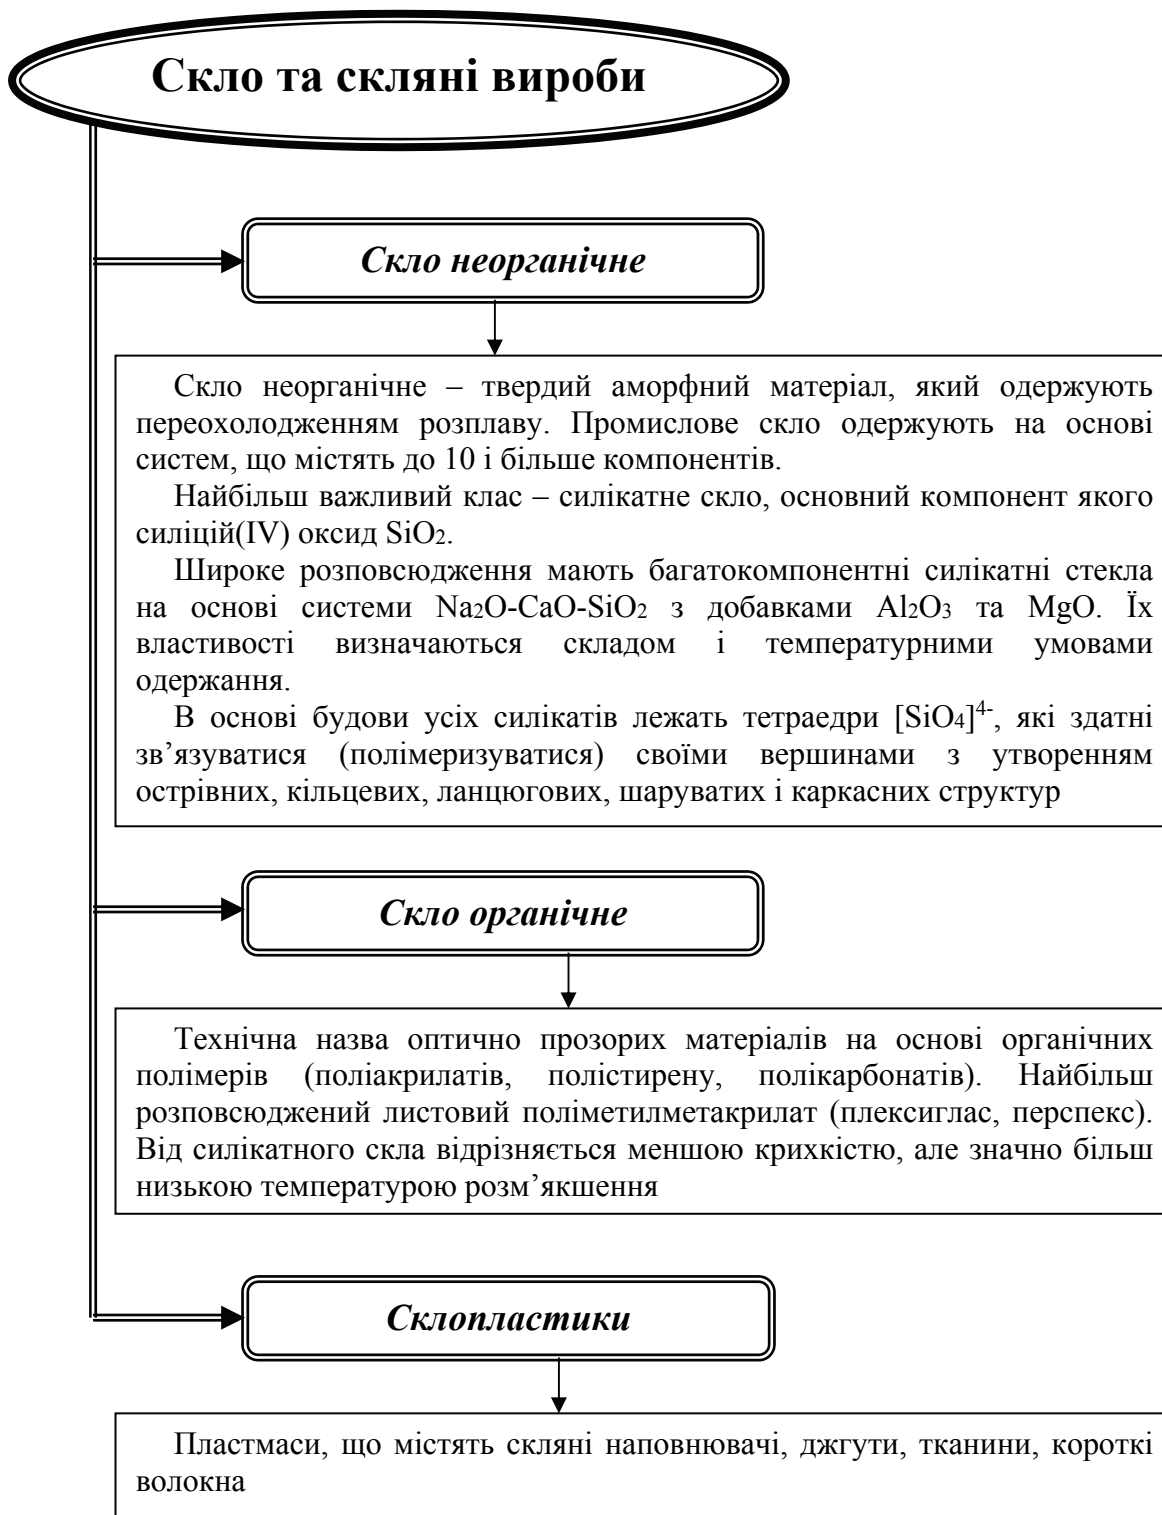 Скло та скляні вироби
Скло неорганічне
Скло неорганічне – твердий аморфний матеріал, який одержують
переохолодженням розплаву. Промислове скло одержують на основі
систем, що містять до 10 і більше компонентів.
Найбільш важливий клас – силікатне скло, основний компонент якого
силіцій(IV) оксид SiO₂.
Широке розповсюдження мають багатокомпонентні силікатні стекла
на основі системи Na₂O-CaO-SiO₂ з добавками Al₂O₃ та MgO. Їх
властивості визначаються складом і температурними умовами
одержання.
В основі будови усіх силікатів лежать тетраедри [SiO₄]⁴⁻, які здатні
зв’язуватися (полімеризуватися) своїми вершинами з утворенням
острівних, кільцевих, ланцюгових, шаруватих і каркасних структур
Скло органічне
Технічна назва оптично прозорих матеріалів на основі органічних
полімерів (поліакрилатів, полістирену, полікарбонатів). Найбільш
розповсюджений листовий поліметилметакрилат (плексиглас, перспекс).
Від силікатного скла відрізняється меншою крихкістю, але значно більш
низькою температурою розм’якшення
Склопластики
Пластмаси, що містять скляні наповнювачі, джгути, тканини, короткі
волокна